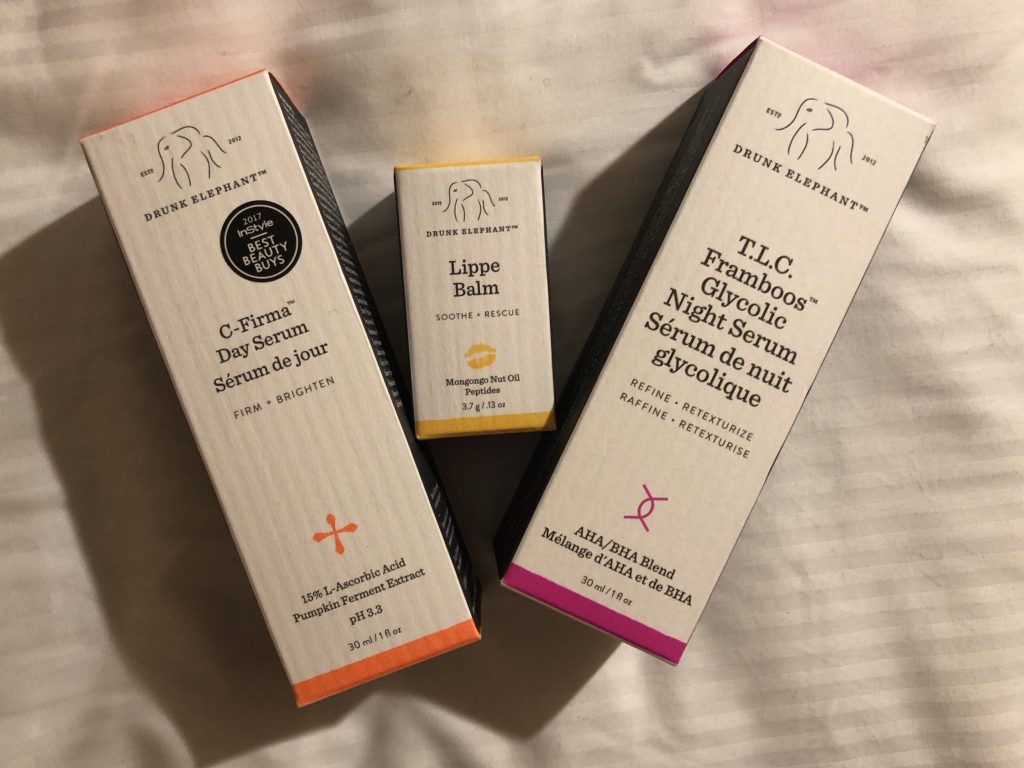 ESTD 2012
DRUNK ELEPHANT™
2017
InStyle
BEST
BEAUTY
BUYS
C-Firma™
Day Serum
Sérum de jour
FIRM + BRIGHTEN
15% L-Ascorbic Acid
Pumpkin Ferment Extract
pH 3.3
30 ml / 1 fl oz
ESTD 2012
DRUNK ELEPHANT™
Lippe
Balm
SOOTHE + RESCUE
Mongongo Nut Oil
Peptides
3.7 g / .13 oz
ESTD 2012
DRUNK ELEPHANT™
T.L.C.
Framboos™
Glycolic
Night Serum
Sérum de nuit
glycolique
REFINE • RETEXTURIZE
RAFFINE • RETEXTURISE
AHA/BHA Blend
Mélange d'AHA et de BHA
30 ml / 1 fl oz